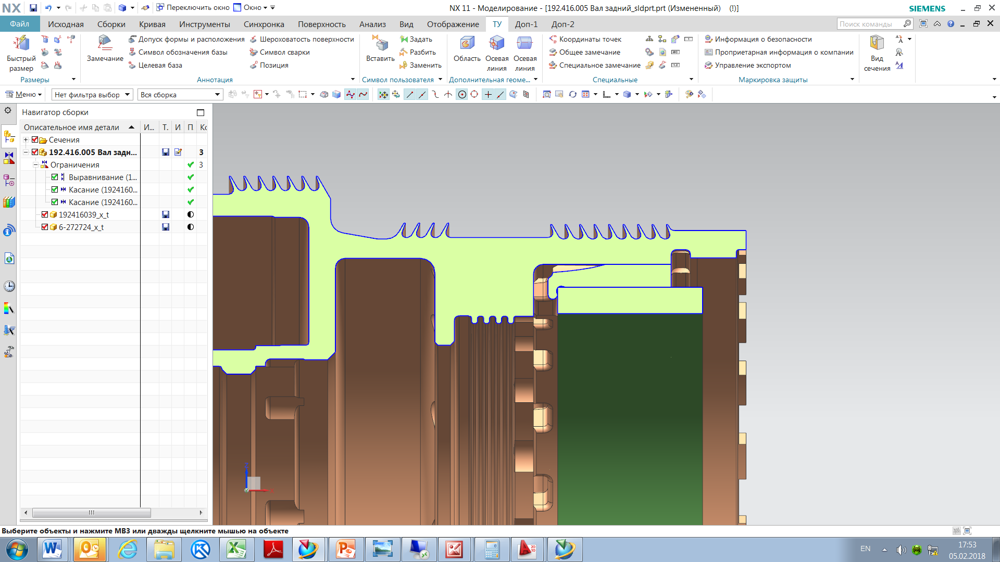 NX
Переключить окно
Окно
NX 11 - Моделирование - [192.416.005 Вал задний_sldprt.prt (Измененный) (!)]
SIEMENS
Файл
Исходная
Сборки
Кривая
Инструменты
Синхронка
Поверхность
Анализ
Вид
Отображение
ТУ
Доп-1
Доп-2
Поиск команды
Быстрый размер
Размеры
Замечание
Допуск формы и расположения
Символ обозначения базы
Целевая база
Шероховатость поверхности
Символ сварки
Позиция
Аннотация
Вставить
Задать
Разбить
Заменить
Символ пользователя
Область
Осевая линия
Осевая линия
Дополнительная геоме...
Координаты точек
Общее замечание
Специальное замечание
Специальные
Информация о безопасности
Проприетарная информация о компании
Управление экспортом
Маркировка защиты
Вид сечения
Меню
Нет фильтра выбор
Вся сборка
Навигатор сборки
Описательное имя детали
И...
Т.
И
П
Кс
Сечения
192.416.005 Вал задн...
3
Ограничения
3
Выравнивание (1...
Касание (1924160...
Касание (1924160...
192416039_x_t
6-272724_x_t
Z
Выберите объекты и нажмите MB3 или дважды щелкните мышью на объекте
EN
17:53
05.02.2018